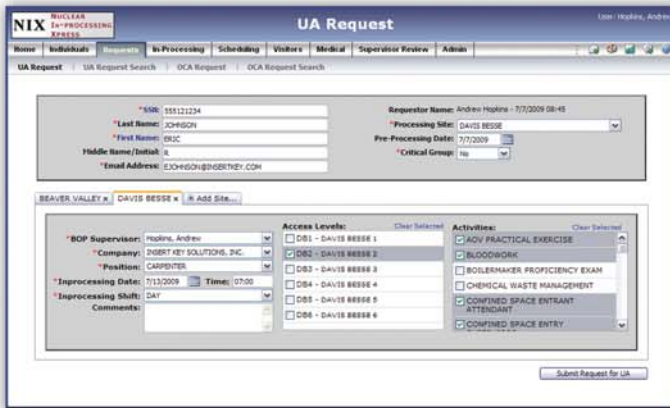 NIX NUCLEAR
IN-PROCESSING
XPRESS
UA Request
User: Hopkins, Andrew
Home Individuals Requests In-Processing Scheduling Visitors Medical Supervisor Review Admin
UA Request | UA Request Search | OCA Request | OCA Request Search
*SSN: 555121234
*Last Name: JOHNSON
*First Name: ERIC
Middle Name/Initial:
*Email Address: EJOHNSON@INSERTKEY.COM
Requestor Name: Andrew Hopkins - 7/7/2009 08:45
*Processing Site: DAVIS BESSE
Pre-Processing Date: 7/7/2009
*Critical Group: No
BEAVER VALLEY x DAVIS BESSE x Add Site...
*BOP Supervisor: Hopkins, Andrew
*Company: INSERT KEY SOLUTIONS, INC.
*Position: CARPENTER
*Inprocessing Date: 7/13/2009 Time: 07:00
*Inprocessing Shift: DAY
Comments:
Access Levels: Clear Selected
DB1 - DAVIS BESSE 1
DB2 - DAVIS BESSE 2
DB3 - DAVIS BESSE 3
DB4 - DAVIS BESSE 4
DB5 - DAVIS BESSE 5
DB6 - DAVIS BESSE 6
Activities: Clear Selected
AOV PRACTICAL EXERCISE
BLOODWORK
BOILERMAKER PROFICIENCY EXAM
CHEMICAL WASTE MANAGEMENT
CONFINED SPACE ENTRANT
ATTENDANT
CONFINED SPACE ENTRY
Submit Request for UA